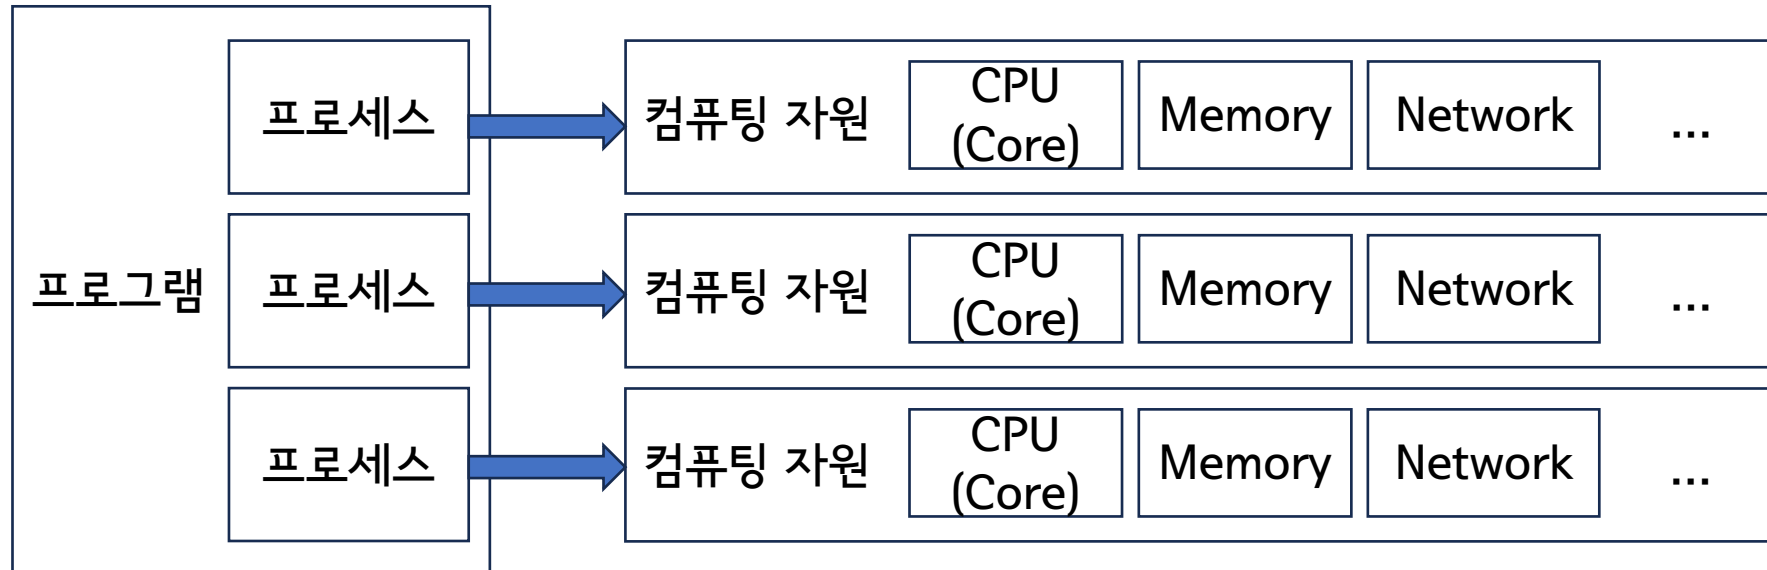 프로세스 컴퓨팅 자원 CPU (Core) Memory Network ...
프로그램 프로세스 컴퓨팅 자원 CPU (Core) Memory Network ...
프로세스 컴퓨팅 자원 CPU (Core) Memory Network ...